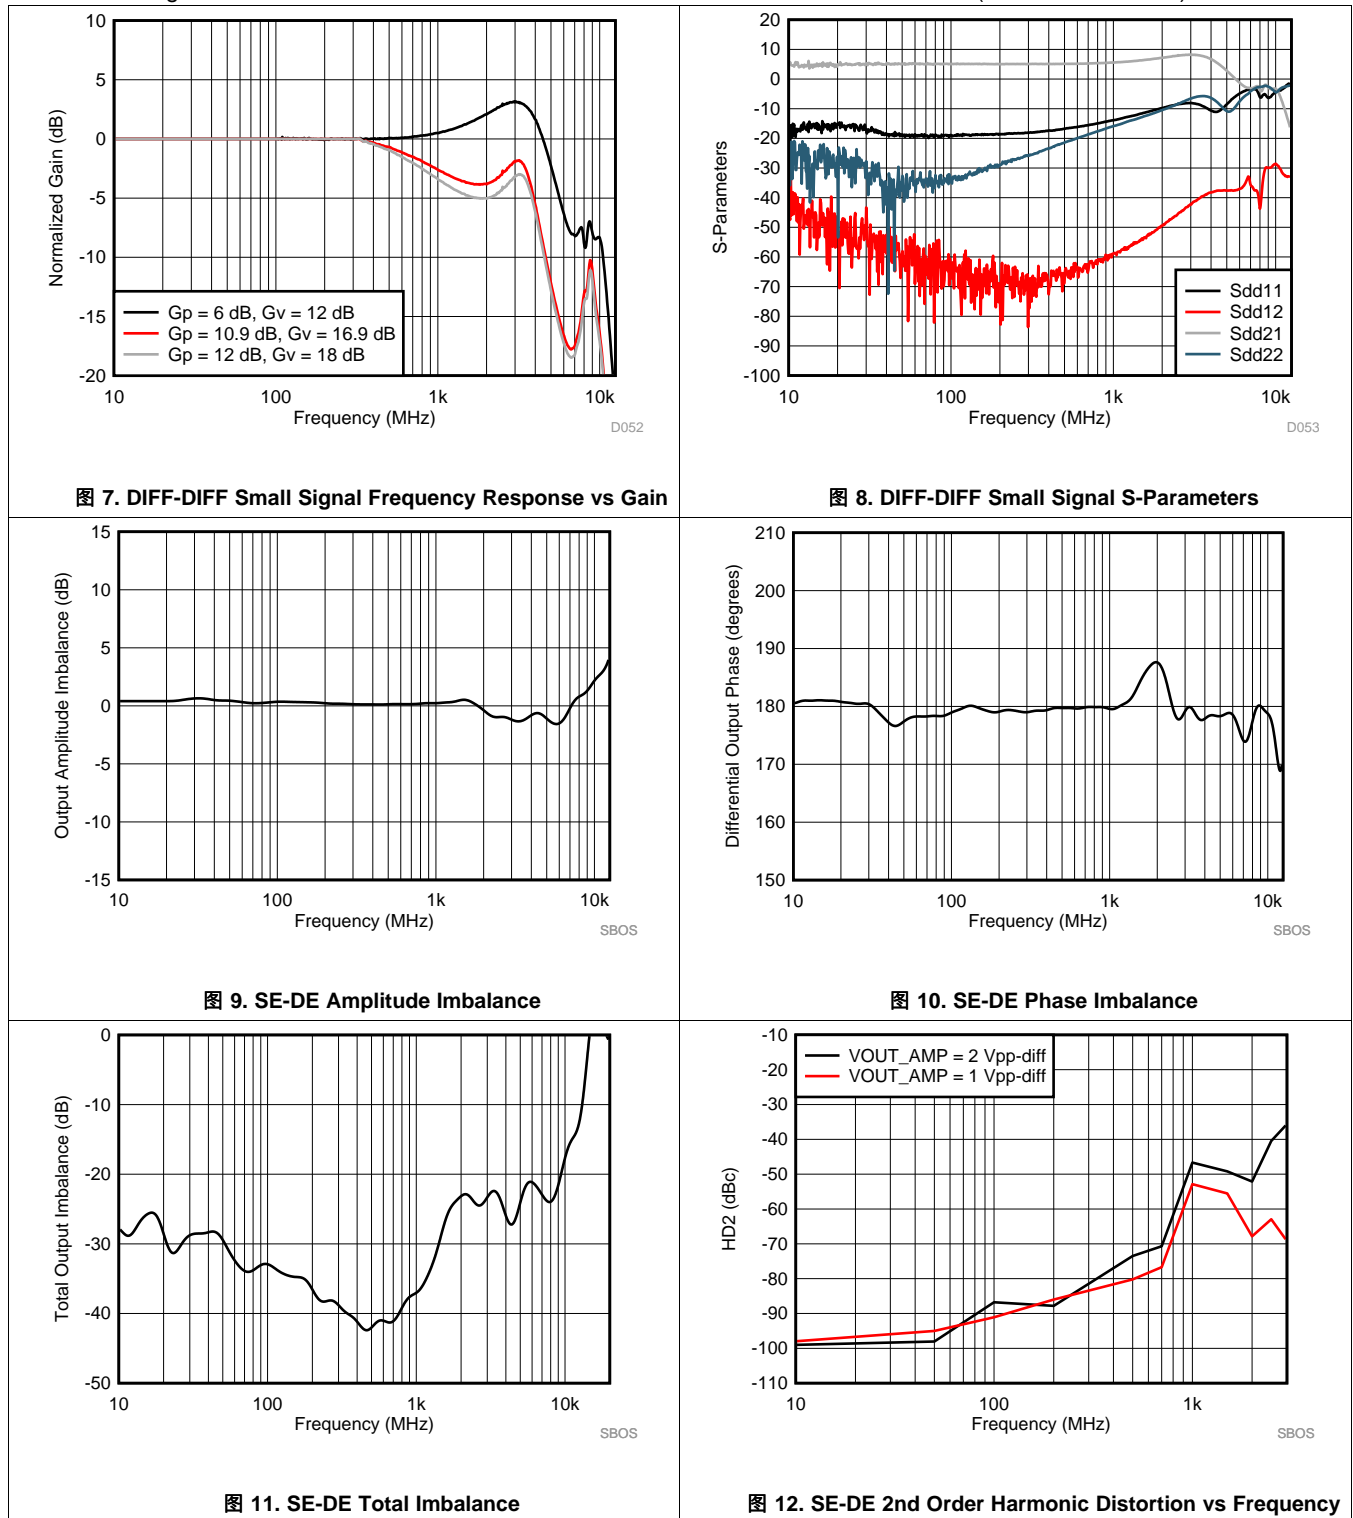 10
5
0
-5
-10
-15
-20
Normalized Gain (dB)
Gp = 6 dB, Gv = 12 dB
Gp = 10.9 dB, Gv = 16.9 dB
Gp = 12 dB, Gv = 18 dB
10 100 1k 10k
Frequency (MHz)
D052
图 7. DIFF-DIFF Small Signal Frequency Response vs Gain
20
10
0
-10
-20
-30
-40
-50
-60
-70
-80
-90
-100
S-Parameters
Sdd11
Sdd12
Sdd21
Sdd22
10 100 1k 10k
Frequency (MHz)
D053
图 8. DIFF-DIFF Small Signal S-Parameters
15
10
5
0
-5
-10
-15
Output Amplitude Imbalance (dB)
10 100 1k 10k
Frequency (MHz)
SBOS
图 9. SE-DE Amplitude Imbalance
210
200
190
180
170
160
150
Differential Output Phase (degrees)
10 100 1k 10k
Frequency (MHz)
SBOS
图 10. SE-DE Phase Imbalance
0
-10
-20
-30
-40
-50
Total Output Imbalance (dB)
10 100 1k 10k
Frequency (MHz)
SBOS
图 11. SE-DE Total Imbalance
-10
-20
-30
-40
-50
-60
-70
-80
-90
-100
-110
HD2 (dBc)
VOUT_AMP = 2 Vpp-diff
VOUT_AMP = 1 Vpp-diff
10 100 1k
Frequency (MHz)
SBOS
图 12. SE-DE 2nd Order Harmonic Distortion vs Frequency